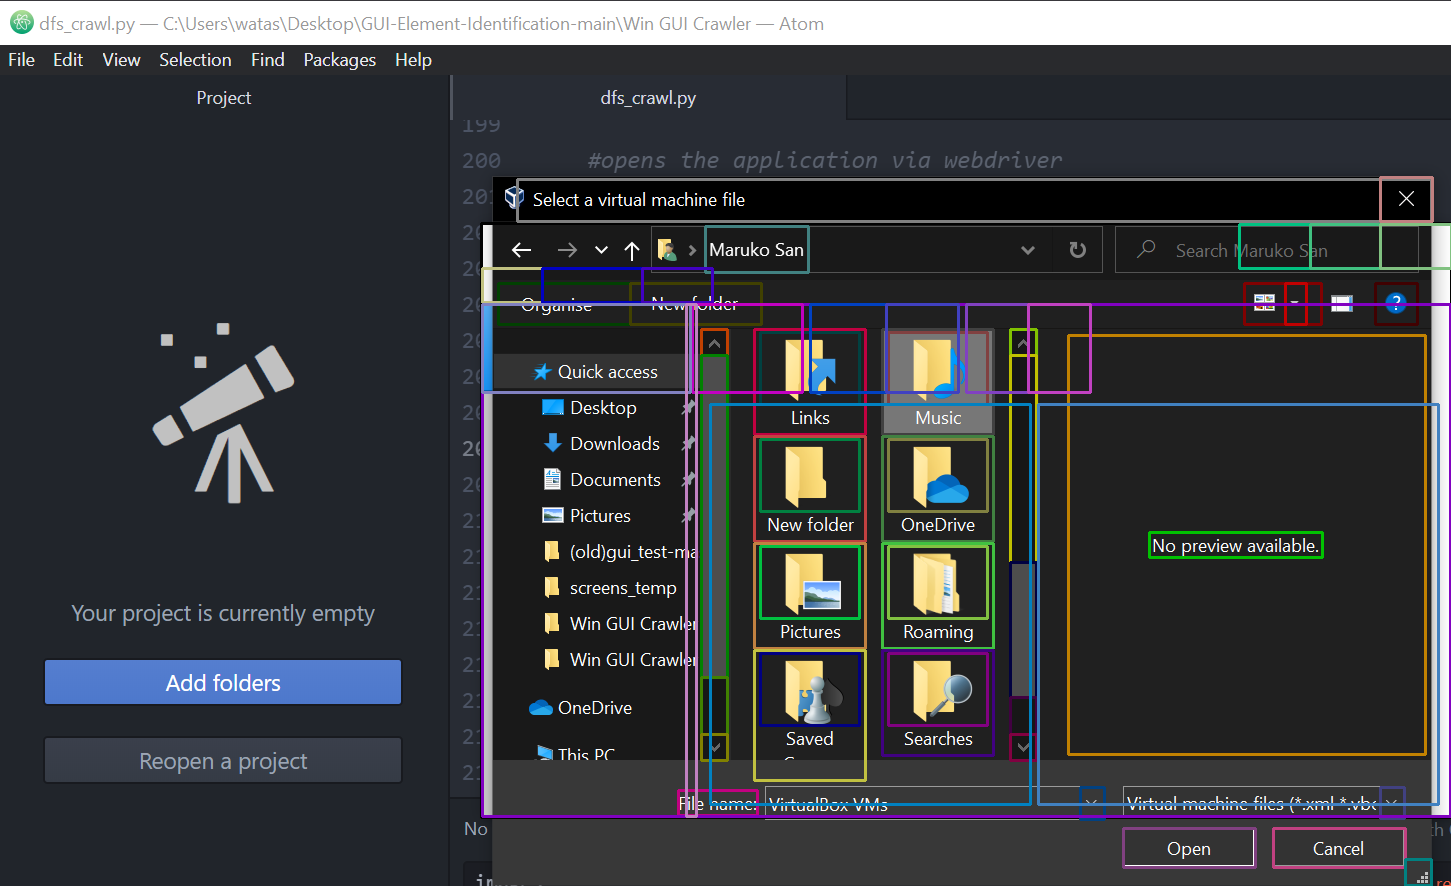 dfs_crawl.py — C:\Users\watas\Desktop\GUI-Element-Identification-main\Win GUI Crawler — Atom
File Edit View Selection Find Packages Help
Project
dfs_crawl.py
199
200 #opens the application via webdriver
Select a virtual machine file
Maruko San
Search Maruko San
Organise New folder
Quick access
Desktop
Downloads
Documents
Pictures
(old)gui_test-ma
screens_temp
Win GUI Crawler
Win GUI Crawler
OneDrive
This PC
Links Music
New folder OneDrive
Pictures Roaming
Saved Searches
No preview available.
File name: VirtualBox VMs
Virtual machine files (*.xml *.vbo
Open Cancel
Your project is currently empty
Add folders
Reopen a project
No